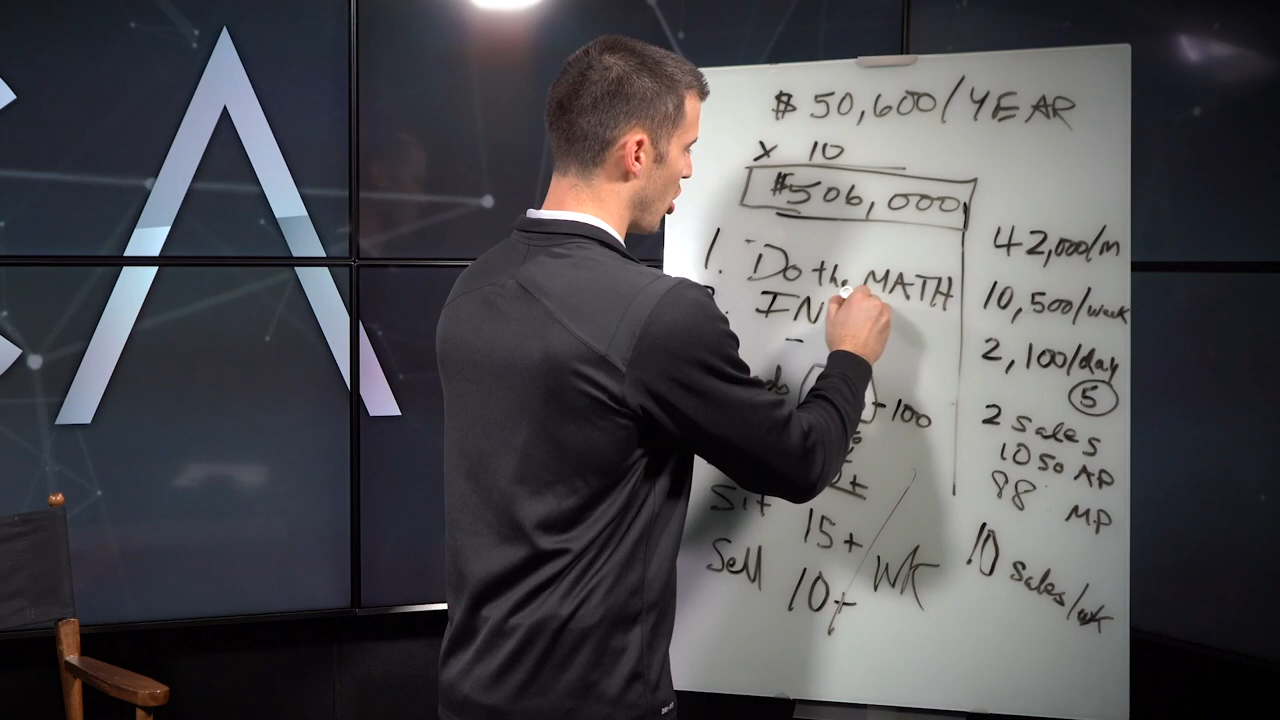 $50,600/YEAR
x 10
$506,000
1. Do the MATH
IN
-
-100
Sit 15+
Sell 10+ /WK
42,000/m
10,500/week
2,100/day
5
2 sales
1050 AP
88 MP
10 sales/wk